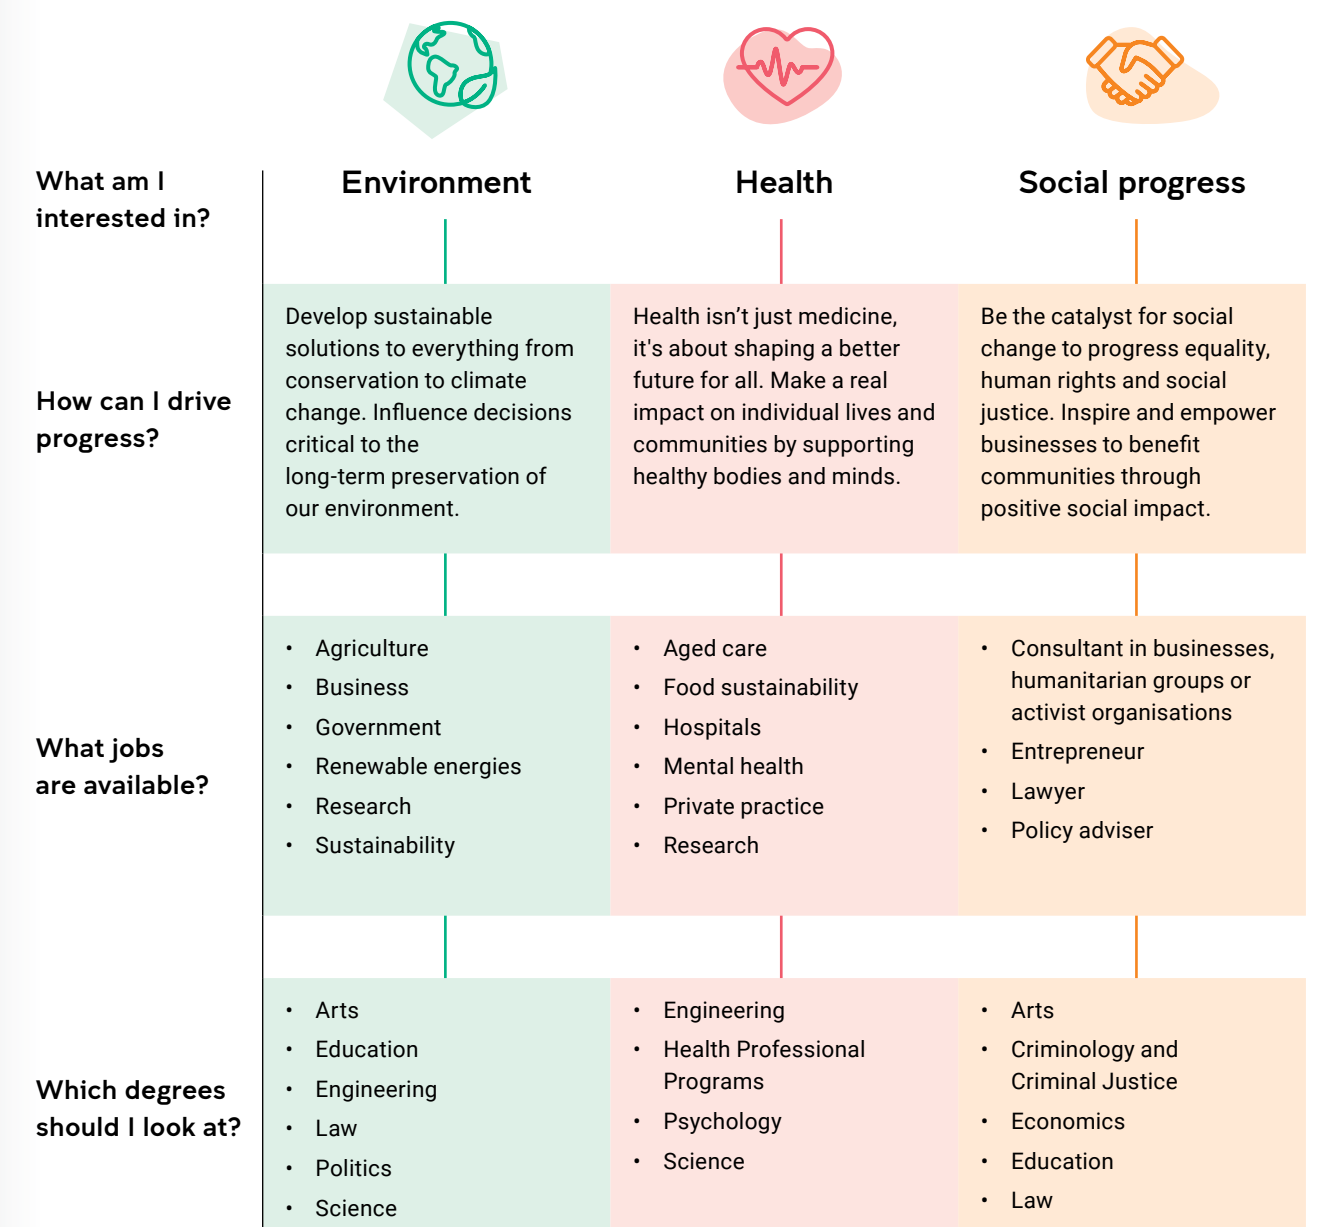 What am I
interested in?
Environment
Health
Social progress
How can I drive
progress?
Develop sustainable
solutions to everything from
conservation to climate
change. Influence decisions
critical to the
long-term preservation of
our environment.
Health isn’t just medicine,
it's about shaping a better
future for all. Make a real
impact on individual lives and
communities by supporting
healthy bodies and minds.
Be the catalyst for social
change to progress equality,
human rights and social
justice. Inspire and empower
businesses to benefit
communities through
positive social impact.
What jobs
are available?
• Agriculture
• Business
• Government
• Renewable energies
• Research
• Sustainability
• Aged care
• Food sustainability
• Hospitals
• Mental health
• Private practice
• Research
• Consultant in businesses,
humanitarian groups or
activist organisations
• Entrepreneur
• Lawyer
• Policy adviser
Which degrees
should I look at?
• Arts
• Education
• Engineering
• Law
• Politics
• Science
• Engineering
• Health Professional
Programs
• Psychology
• Science
• Arts
• Criminology and
Criminal Justice
• Economics
• Education
• Law